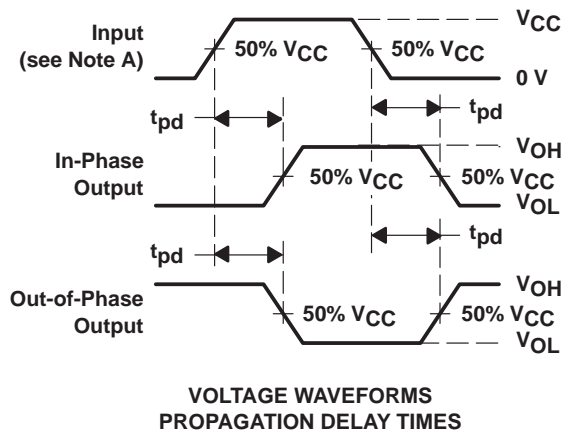 Input
(see Note A)
50% VCC
50% VCC
VCC
0 V
tpd
tpd
In-Phase
Output
50% VCC
VOH
50% VCC
VOL
tpd
tpd
Out-of-Phase
Output
50% VCC
VOH
50% VCC
VOL
VOLTAGE WAVEFORMS
PROPAGATION DELAY TIMES